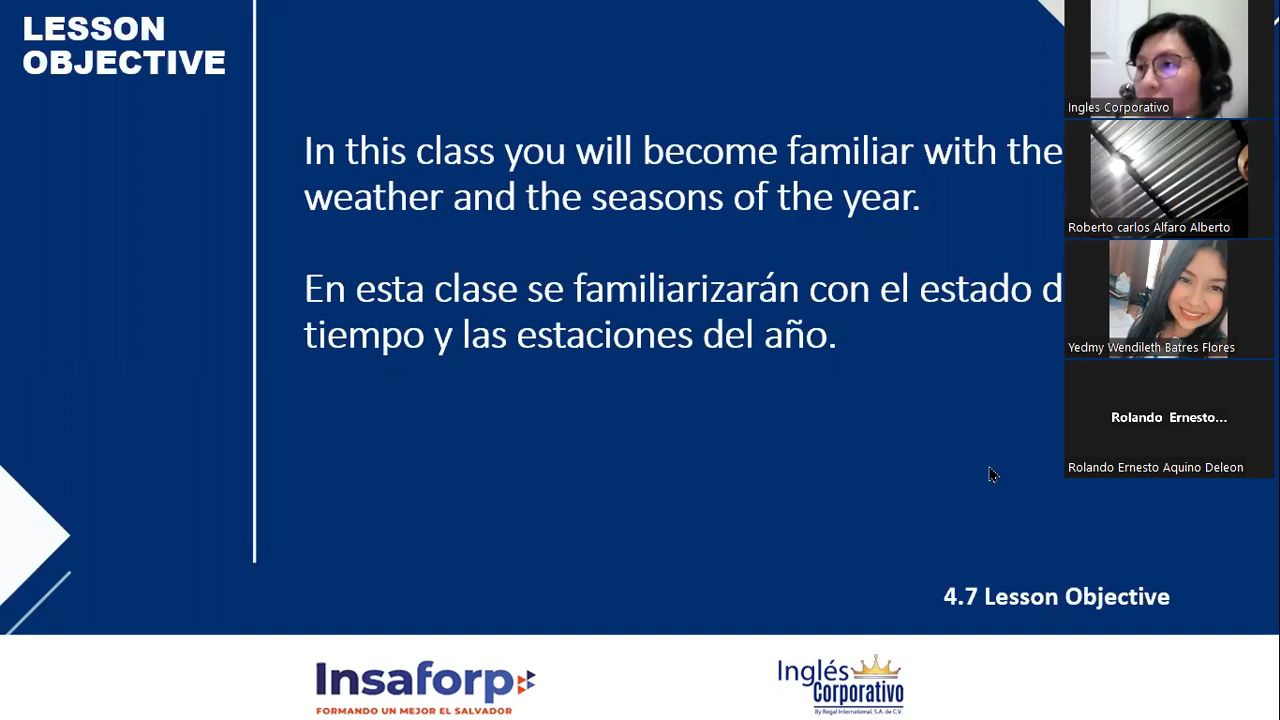 LESSON
OBJECTIVE
In this class you will become familiar with the
weather and the seasons of the year.
En esta clase se familiarizarán con el estado d
tiempo y las estaciones del año.
4.7 Lesson Objective
Insaforp
FORMANDO UN MEJOR EL SALVADOR
Inglés
Corporativo
By Regal International, S.A. de C.V.
Ingles Corporativo
Roberto carlos Alfaro Alberto
Yedmy Wendileth Batres Flores
Rolando Ernesto...
Rolando Ernesto Aquino Deleon